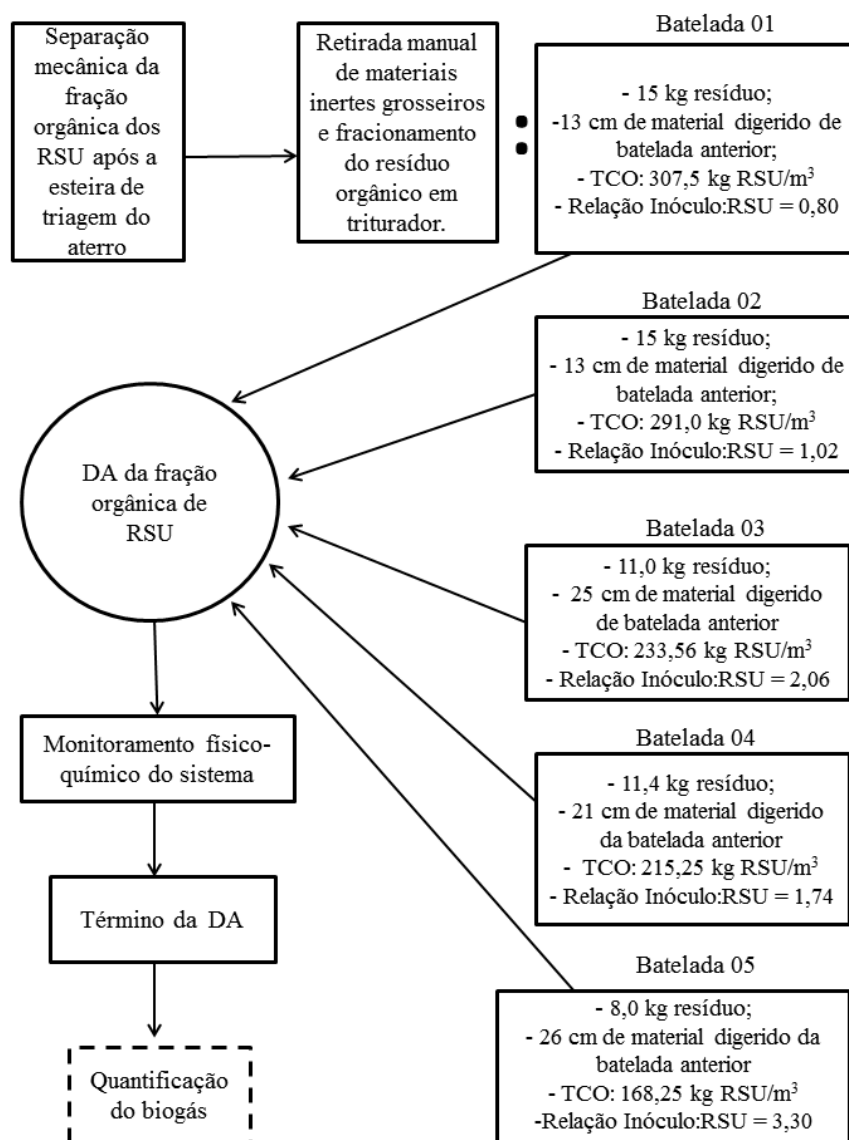 Separação
mecânica da
fração
orgânica dos
RSU após a
esteira de
triagem do
aterro
Retirada manual
de materiais
inertes grosseiros
e fracionamento
do resíduo
orgânico em
triturador.
:
Batelada 01
- 15 kg resíduo;
-13 cm de material digerido de
batelada anterior;
- TCO: 307,5 kg RSU/m³
- Relação Inóculo:RSU = 0,80
Batelada 02
- 15 kg resíduo;
- 13 cm de material digerido de
batelada anterior;
- TCO: 291,0 kg RSU/m³
- Relação Inóculo:RSU = 1,02
DA da fração
orgânica de
RSU
Batelada 03
- 11,0 kg resíduo;
- 25 cm de material digerido
de batelada anterior
- TCO: 233,56 kg RSU/m³
- Relação Inóculo:RSU = 2,06
Monitoramento físico-
químico do sistema
Batelada 04
- 11,4 kg resíduo;
- 21 cm de material digerido
da batelada anterior
- TCO: 215,25 kg RSU/m³
- Relação Inóculo:RSU = 1,74
Término da DA
Batelada 05
- 8,0 kg resíduo;
- 26 cm de material digerido da
batelada anterior
- TCO: 168,25 kg RSU/m³
-Relação Inóculo:RSU = 3,30
Quantificação
do biogás